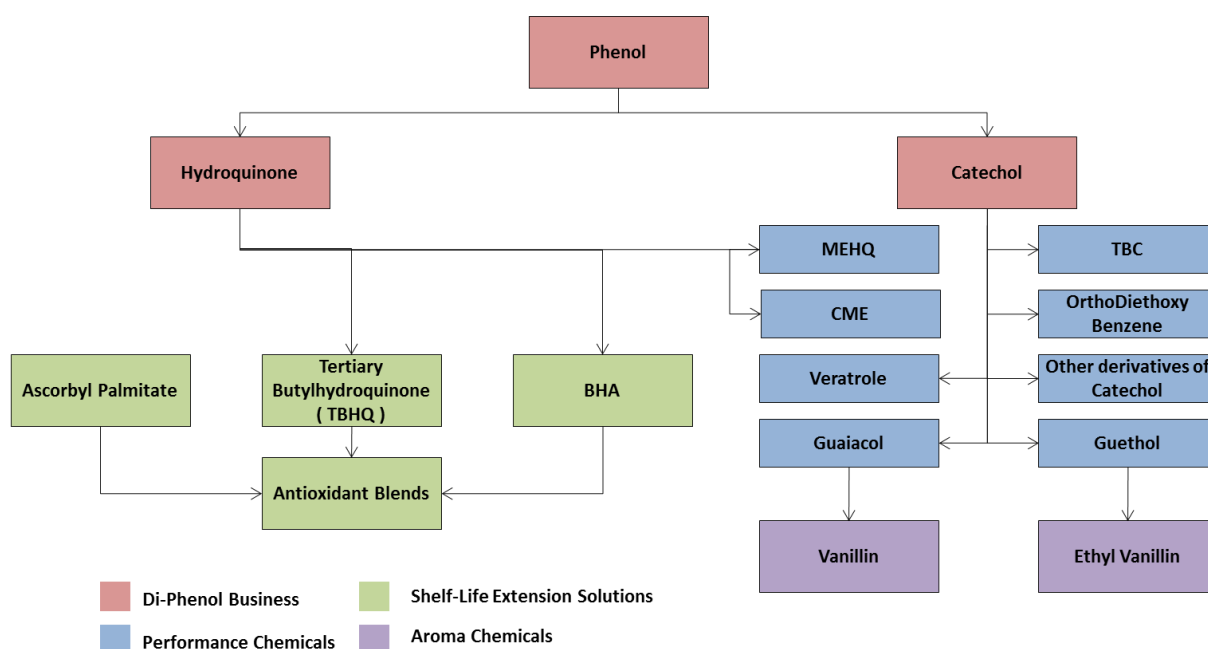 Phenol
Hydroquinone
Catechol
MEHQ
TBC
CME
OrthoDiethoxy
Benzene
Ascorbyl Palmitate
Tertiary
Butylhydroquinone
( TBHQ )
BHA
Veratrole
Other derivatives of
Catechol
Guaiacol
Guethol
Antioxidant Blends
Vanillin
Ethyl Vanillin
Di-Phenol Business
Shelf-Life Extension Solutions
Performance Chemicals
Aroma Chemicals